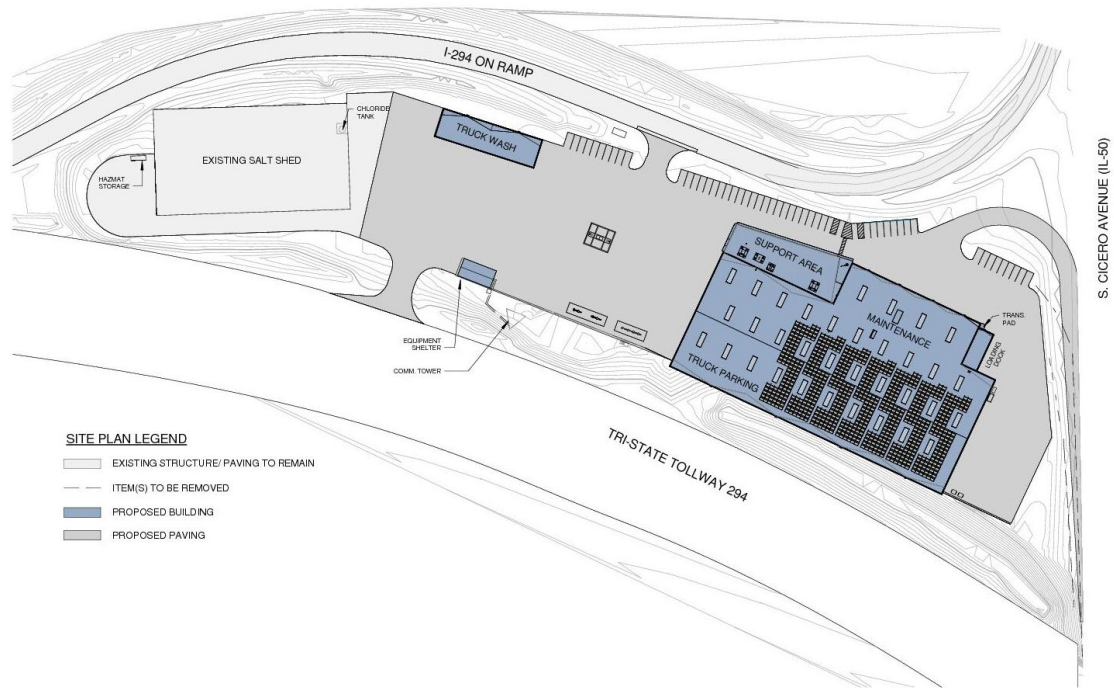 I-294 ON RAMP
CHLORIDE
TANK
TRUCK WASH
EXISTING SALT SHED
HAZMAT
STORAGE
S. CICERO AVENUE (IL-50)
SUPPORT AREA
MAINTENANCE
TRANS.
PAD
LOADING
DOCK
TRUCK PARKING
EQUIPMENT
SHELTER
COMM. TOWER
TRI-STATE TOLLWAY 294
SITE PLAN LEGEND
EXISTING STRUCTURE/ PAVING TO REMAIN
ITEM(S) TO BE REMOVED
PROPOSED BUILDING
PROPOSED PAVING